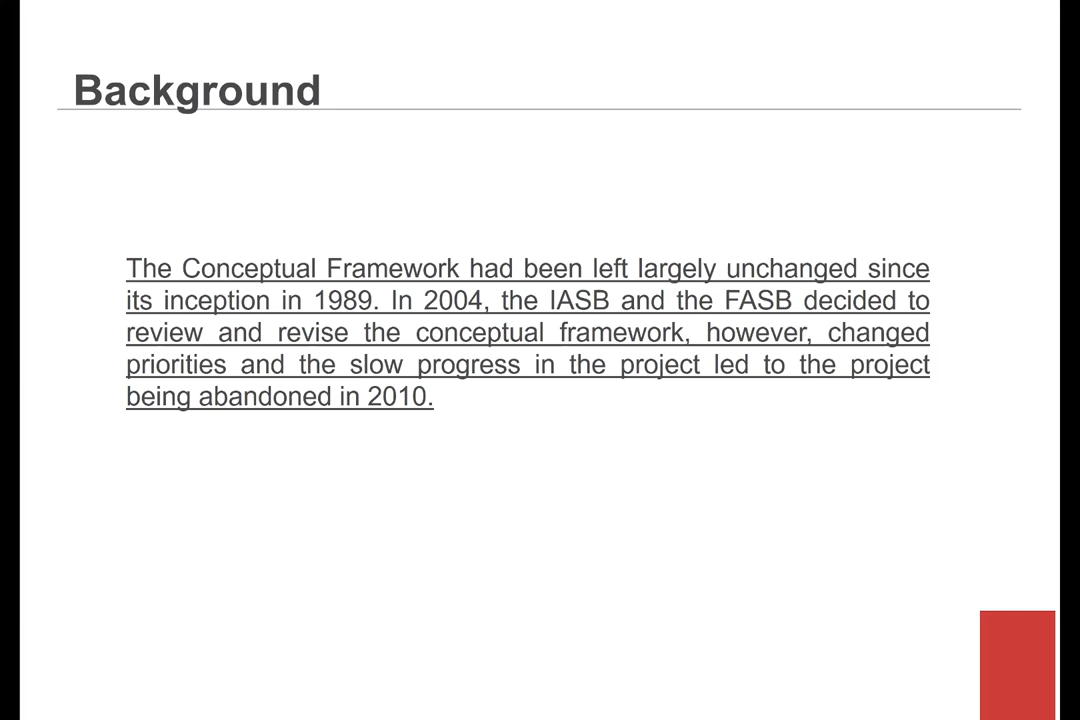 Background
The Conceptual Framework had been left largely unchanged since
its inception in 1989. In 2004, the IASB and the FASB decided to
review and revise the conceptual framework, however, changed
priorities and the slow progress in the project led to the project
being abandoned in 2010.